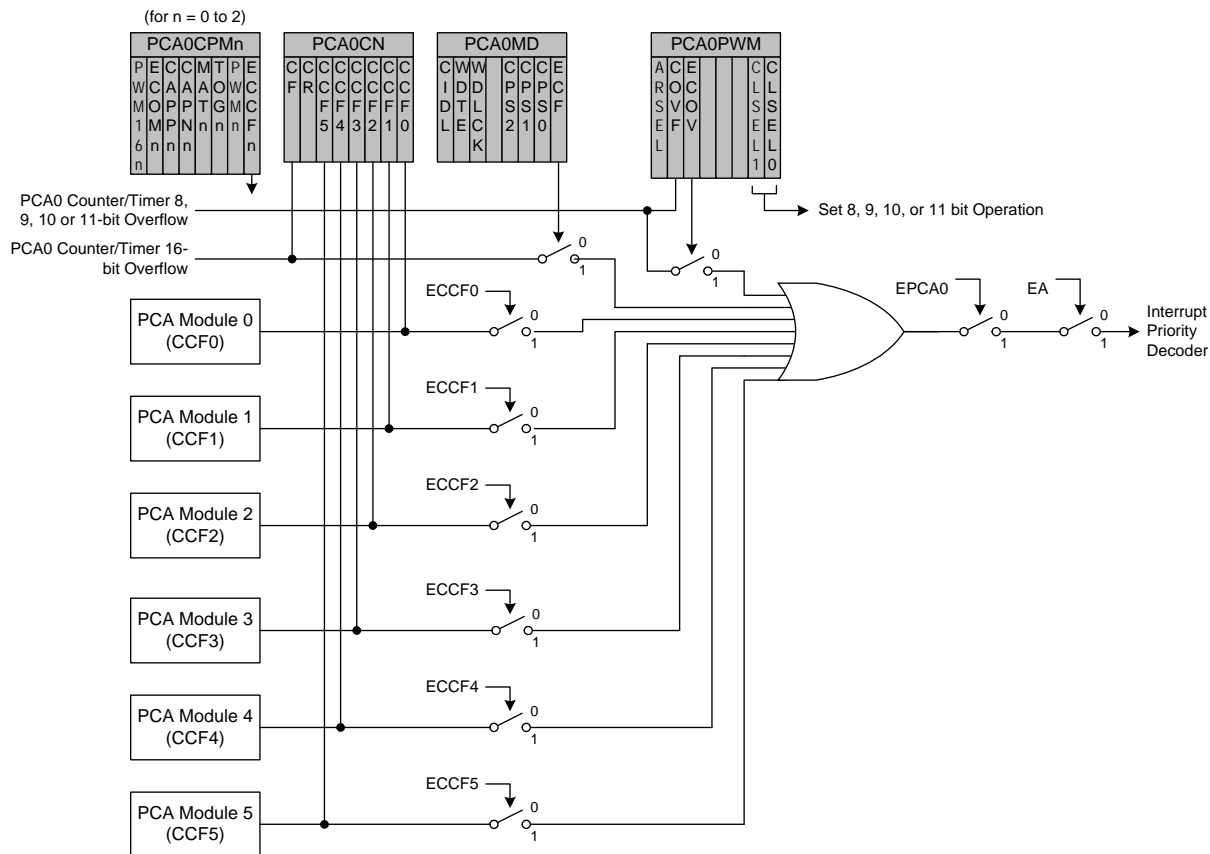 (for n = 0 to 2)
PCA0CPMn
PWM16n
ECOMn
CAPPn
CAPNn
MATn
TOGn
PWMn
ECCFn
PCA0CN
CF
CR
CCF5
CCF4
CCF3
CCF2
CCF1
CCF0
PCA0MD
CIDL
WDTE
WDLCK
CPS2
CPS1
CPS0
ECF
PCA0PWM
ARSEL
COVF
ECOV
CLSEL1
CLSEL0
PCA0 Counter/Timer 8,
9, 10 or 11-bit Overflow
Set 8, 9, 10, or 11 bit Operation
PCA0 Counter/Timer 16-
bit Overflow
0
1
0
1
PCA Module 0
(CCF0)
ECCF0
0
1
EPCA0
0
1
EA
0
1
Interrupt
Priority
Decoder
PCA Module 1
(CCF1)
ECCF1
0
1
PCA Module 2
(CCF2)
ECCF2
0
1
PCA Module 3
(CCF3)
ECCF3
0
1
PCA Module 4
(CCF4)
ECCF4
0
1
PCA Module 5
(CCF5)
ECCF5
0
1